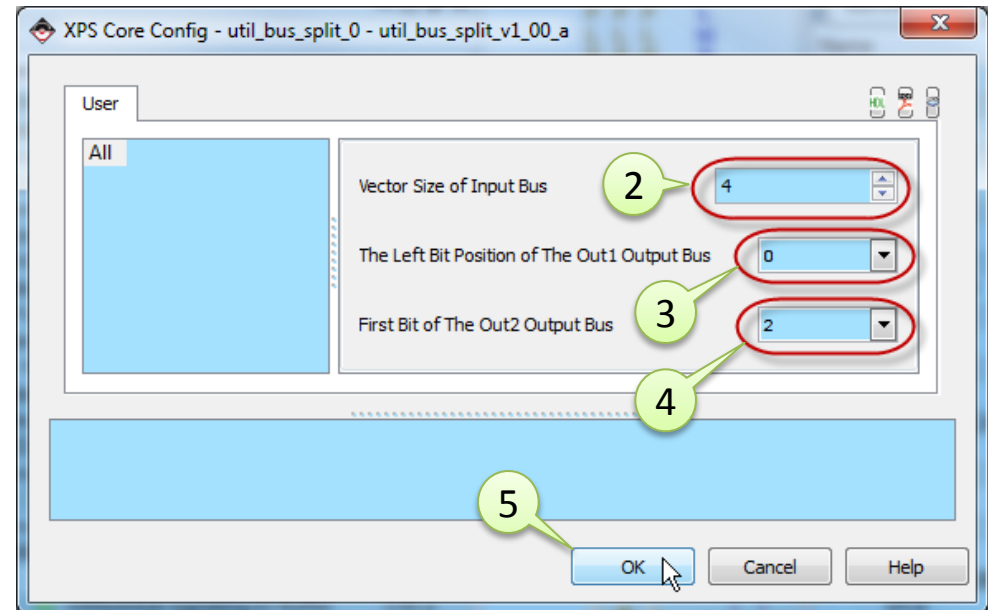 XPS Core Config - util_bus_split_0 - util_bus_split_v1_00_a
X
User
HDL
All
Vector Size of Input Bus
2
4
The Left Bit Position of The Out1 Output Bus
0
3
First Bit of The Out2 Output Bus
2
4
5
OK
Cancel
Help